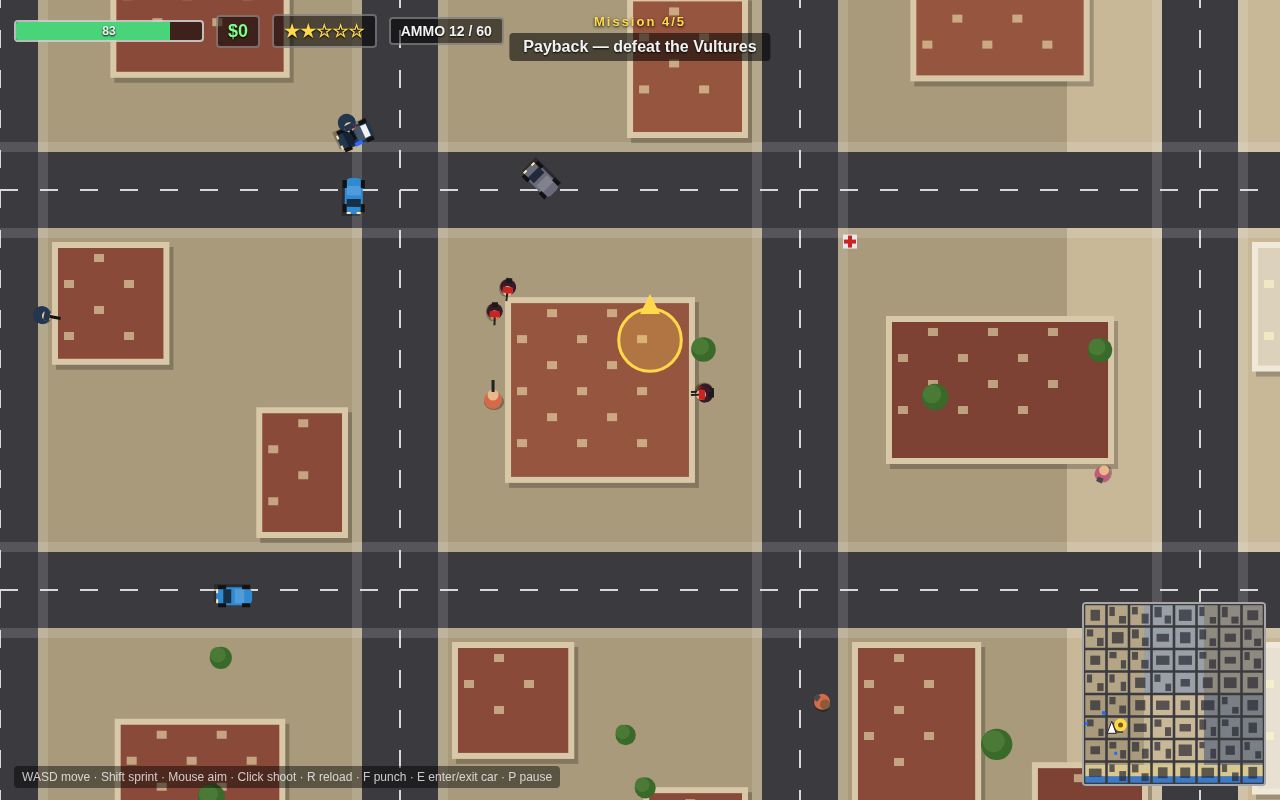 83
$0
★★☆☆☆
AMMO 12 / 60
Mission 4/5
Payback — defeat the Vultures
WASD move · Shift sprint · Mouse aim · Click shoot · R reload · F punch · E enter/exit car · P pause